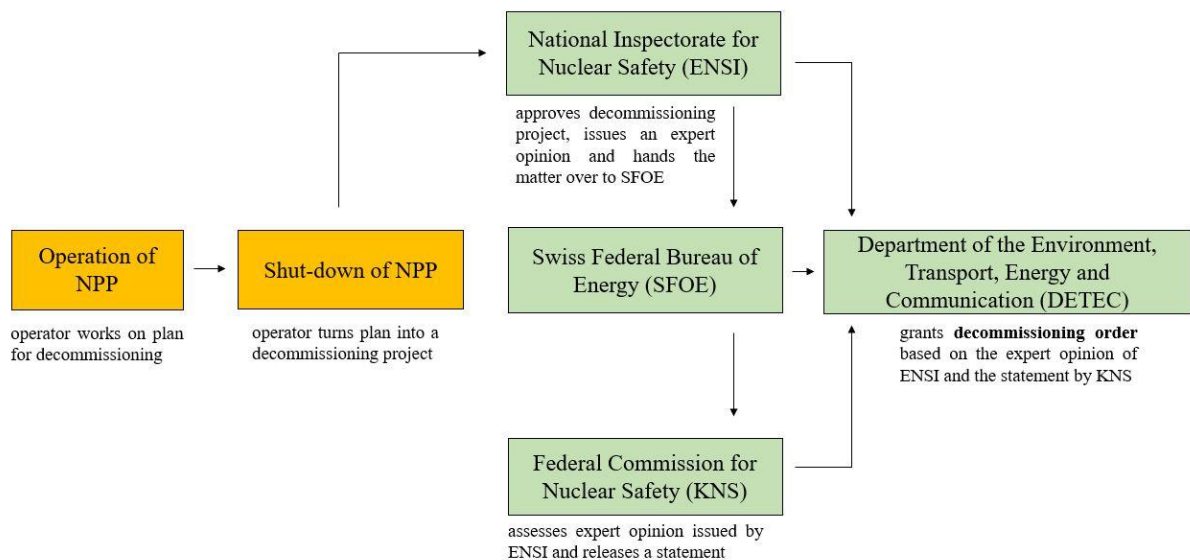 National Inspectorate for
Nuclear Safety (ENSI)
approves decommissioning
project, issues an expert
opinion and hands the
matter over to SFOE
Operation of
NPP
operator works on plan
for decommissioning
Shut-down of NPP
operator turns plan into a
decommissioning project
Swiss Federal Bureau of
Energy (SFOE)
Department of the Environment,
Transport, Energy and
Communication (DETEC)
grants decommissioning order
based on the expert opinion of
ENSI and the statement by KNS
Federal Commission for
Nuclear Safety (KNS)
assesses expert opinion issued by
ENSI and releases a statement